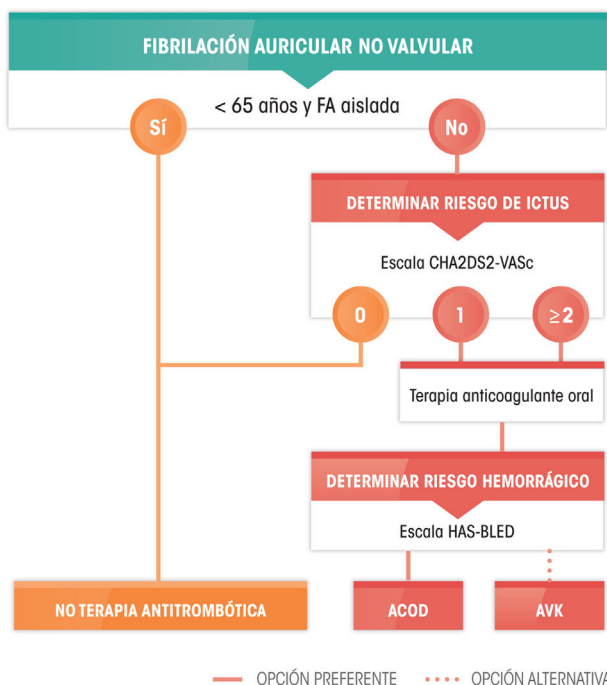 FIBRILACIÓN AURICULAR NO VALVULAR
< 65 años y FA aislada
Sí
No
DETERMINAR RIESGO DE ICTUS
Escala CHA2DS2-VASc
0
1
≥2
Terapia anticoagulante oral
DETERMINAR RIESGO HEMORRÁGICO
Escala HAS-BLED
NO TERAPIA ANTITROMBÓTICA
ACOD
AVK
OPCIÓN PREFERENTE
OPCIÓN ALTERNATIVA